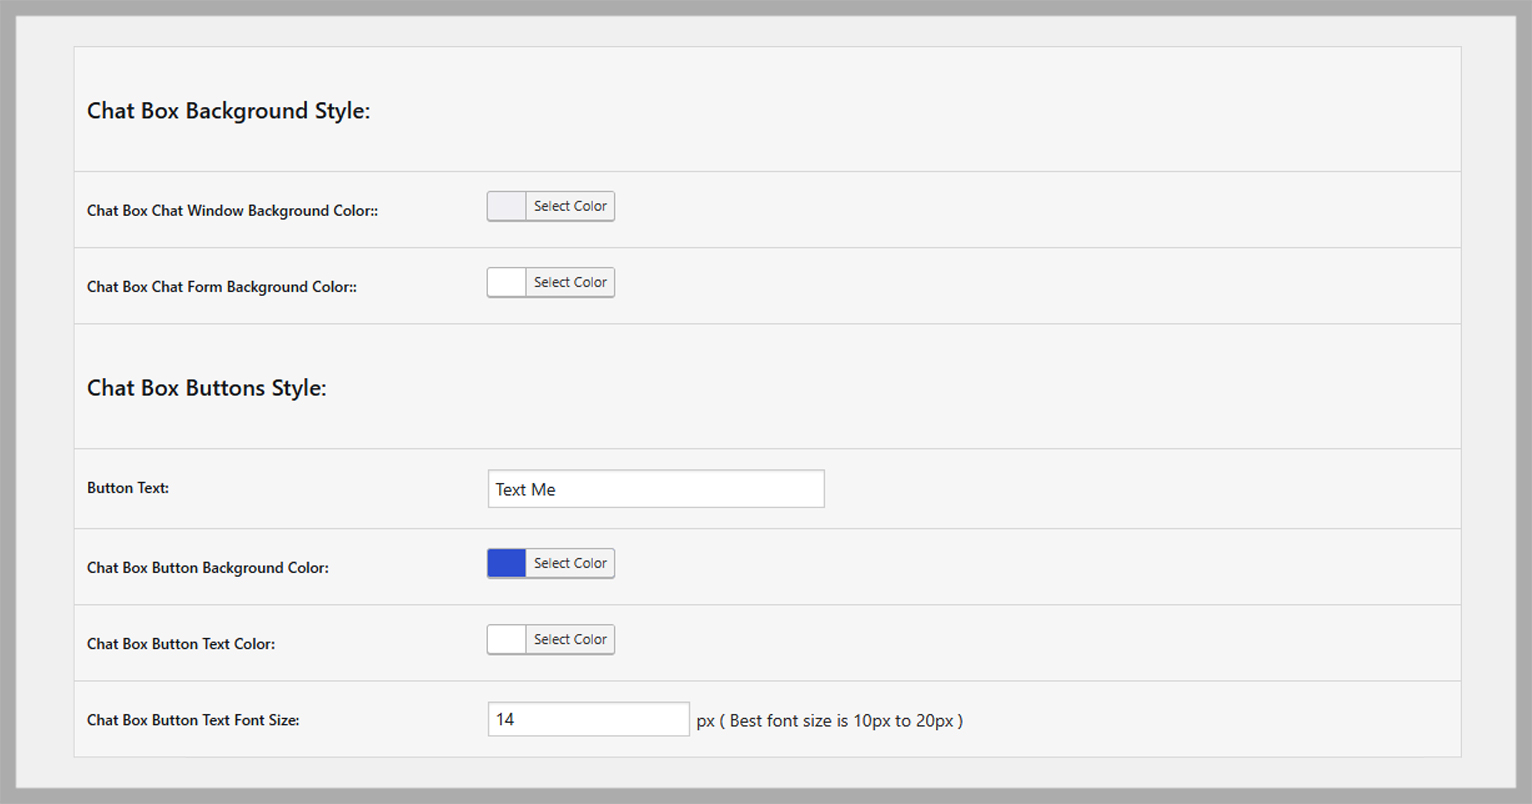 Chat Box Background Style:
Chat Box Chat Window Background Color::
Select Color
Chat Box Chat Form Background Color::
Select Color
Chat Box Buttons Style:
Button Text:
Text Me
Chat Box Button Background Color:
Select Color
Chat Box Button Text Color:
Select Color
Chat Box Button Text Font Size:
14
px ( Best font size is 10px to 20px )